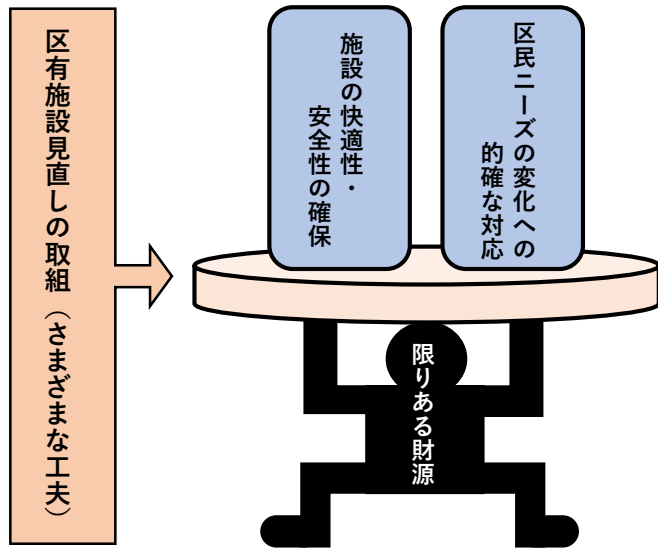 区有施設見直しの取組（さまざまな工夫）
施設の快適性・
安全性の確保
区民ニーズの変化への
的確な対応
限りある財源